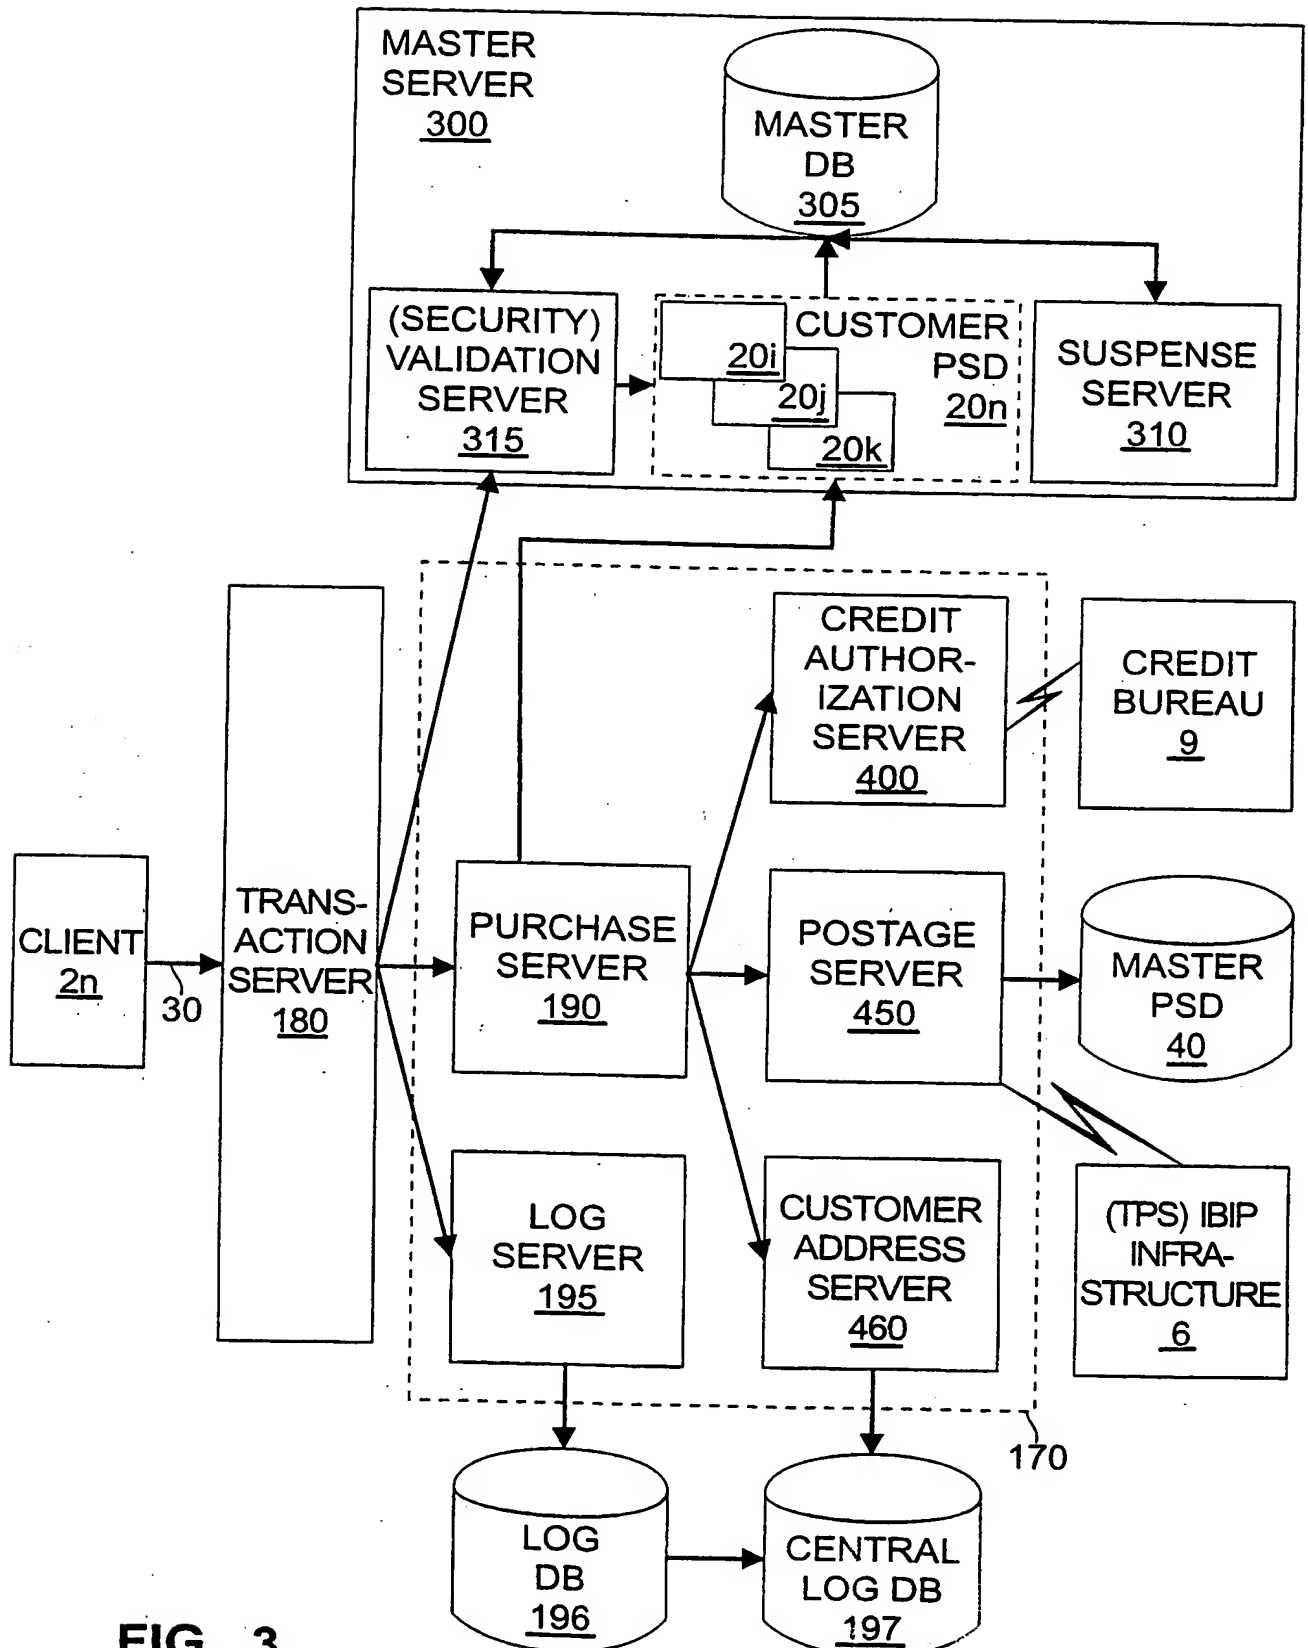 MASTER
SERVER
300
MASTER
DB
305
(SECURITY)
VALIDATION
SERVER
315
20i
20j
20k
CUSTOMER
PSD
20n
SUSPENSE
SERVER
310
CREDIT
AUTHOR-
IZATION
SERVER
400
CREDIT
BUREAU
9
CLIENT
2n
30
TRANS-
ACTION
SERVER
180
PURCHASE
SERVER
190
POSTAGE
SERVER
450
MASTER
PSD
40
LOG
SERVER
195
CUSTOMER
ADDRESS
SERVER
460
(TPS) IBIP
INFRA-
STRUCTURE
6
170
LOG
DB
196
CENTRAL
LOG DB
197
FIG. 3